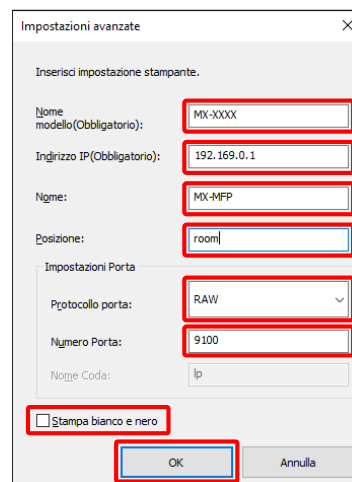 Impostazioni avanzate
Inserisci impostazione stampante.
Nome
modello(Obbligatorio):
MX-XXXX
Indirizzo IP(Obbligatorio):
192.169.0.1
Nome:
MX-MFP
Posizione:
room
Impostazioni Porta
Protocollo porta:
RAW
Numero Porta:
9100
Nome Coda:
lp
Stampa bianco e nero
OK
Annulla